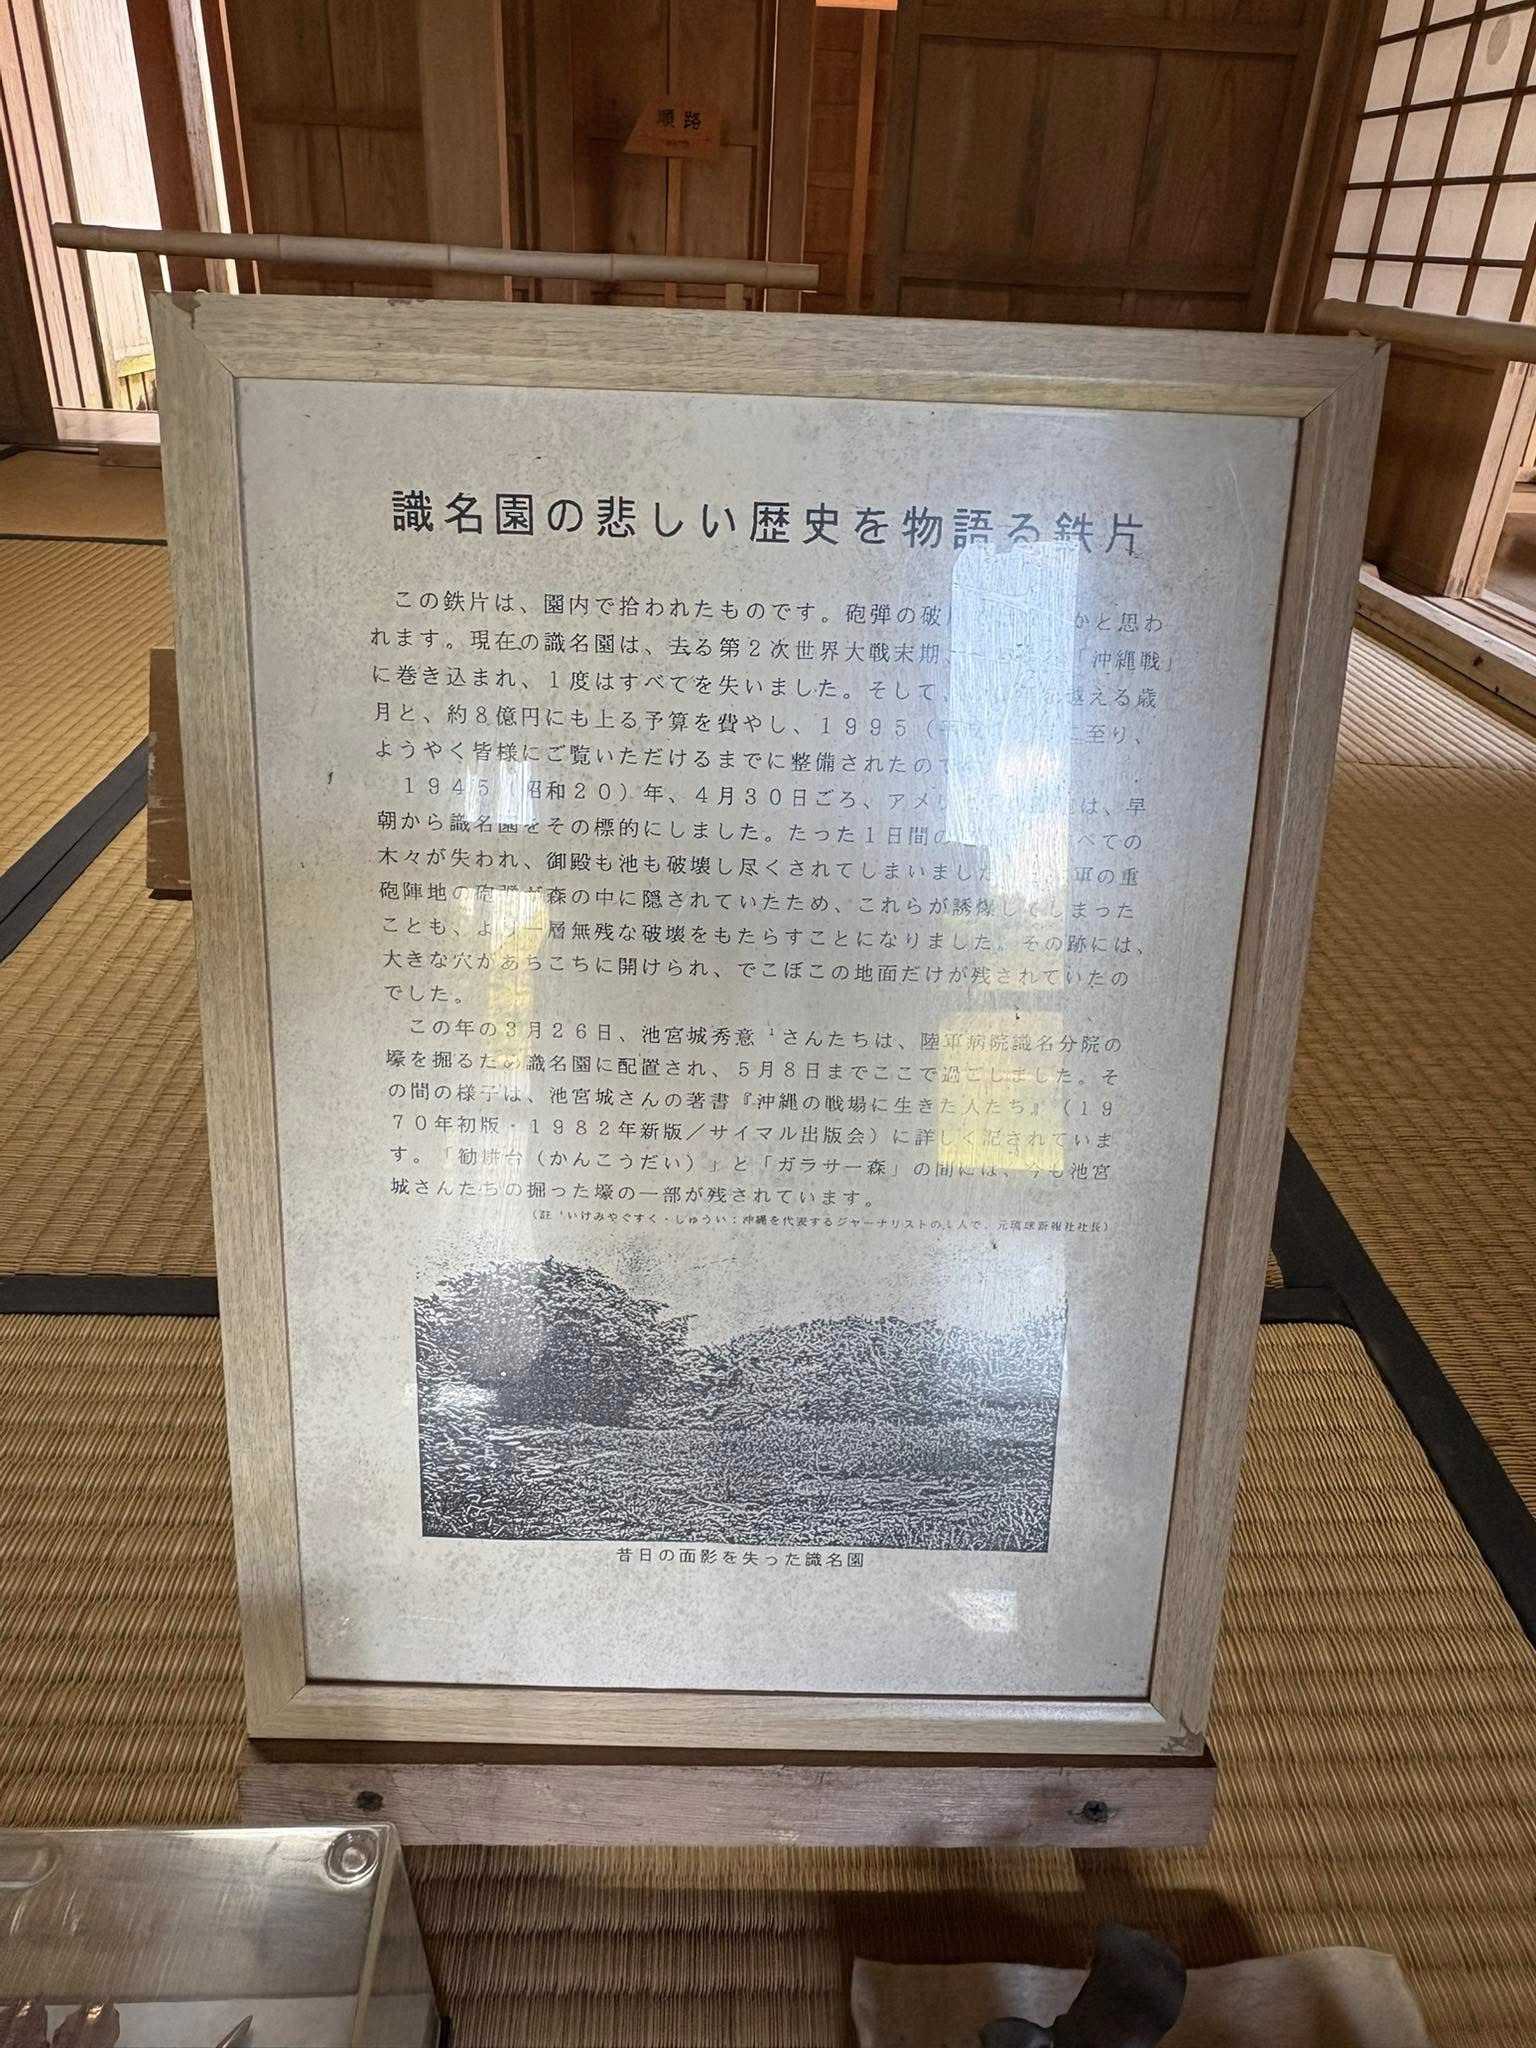 順路
識名園の悲しい歴史を物語る鉄片
この鉄片は、園内で拾われたものです。砲弾の破 かと思わ
れます。現在の識名園は、去る第２次世界大戦末期、 「沖縄戦」
に巻き込まれ、１度はすべてを失いました。そして、 越える歳
月と、約８億円にも上る予算を費やし、１９９５（ に至り、
ようやく皆様にご覧いただけるまでに整備されたので
１９４５（昭和２０）年、４月３０日ごろ、アメリ は、早
朝から識名園をその標的にしました。たった１日間の べての
木々が失われ、御殿も池も破壊し尽くされてしまいました 軍の重
砲陣地の砲弾が森の中に隠されていたため、これらが誘爆してしまった
ことも、より一層無残な破壊をもたらすことになりました。その跡には、
大きな穴があちこちに開けられ、でこぼこの地面だけが残されていたの
でした。
この年の３月２６日、池宮城秀意¹さんたちは、陸軍病院識名分院の
壕を掘るため識名園に配置され、５月８日までここで過ごしました。そ
の間の様子は、池宮城さんの著書『沖縄の戦場に生きた人たち』（１９
７０年初版・１９８２年新版／サイマル出版会）に詳しく記されていま
す。「勧耕台（かんこうだい）」と「ガラサー森」の間には、今も池宮
城さんたちの掘った壕の一部が残されています。
（註¹いけみやぐすく・しゅうい：沖縄を代表するジャーナリストの１人で、元琉球新報社社長）
昔日の面影を失った識名園